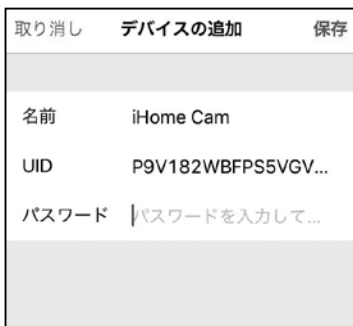 取り消し デバイスの追加 保存
名前 iHome Cam
UID P9V182WBFPS5VGV...
パスワード パスワードを入力して...